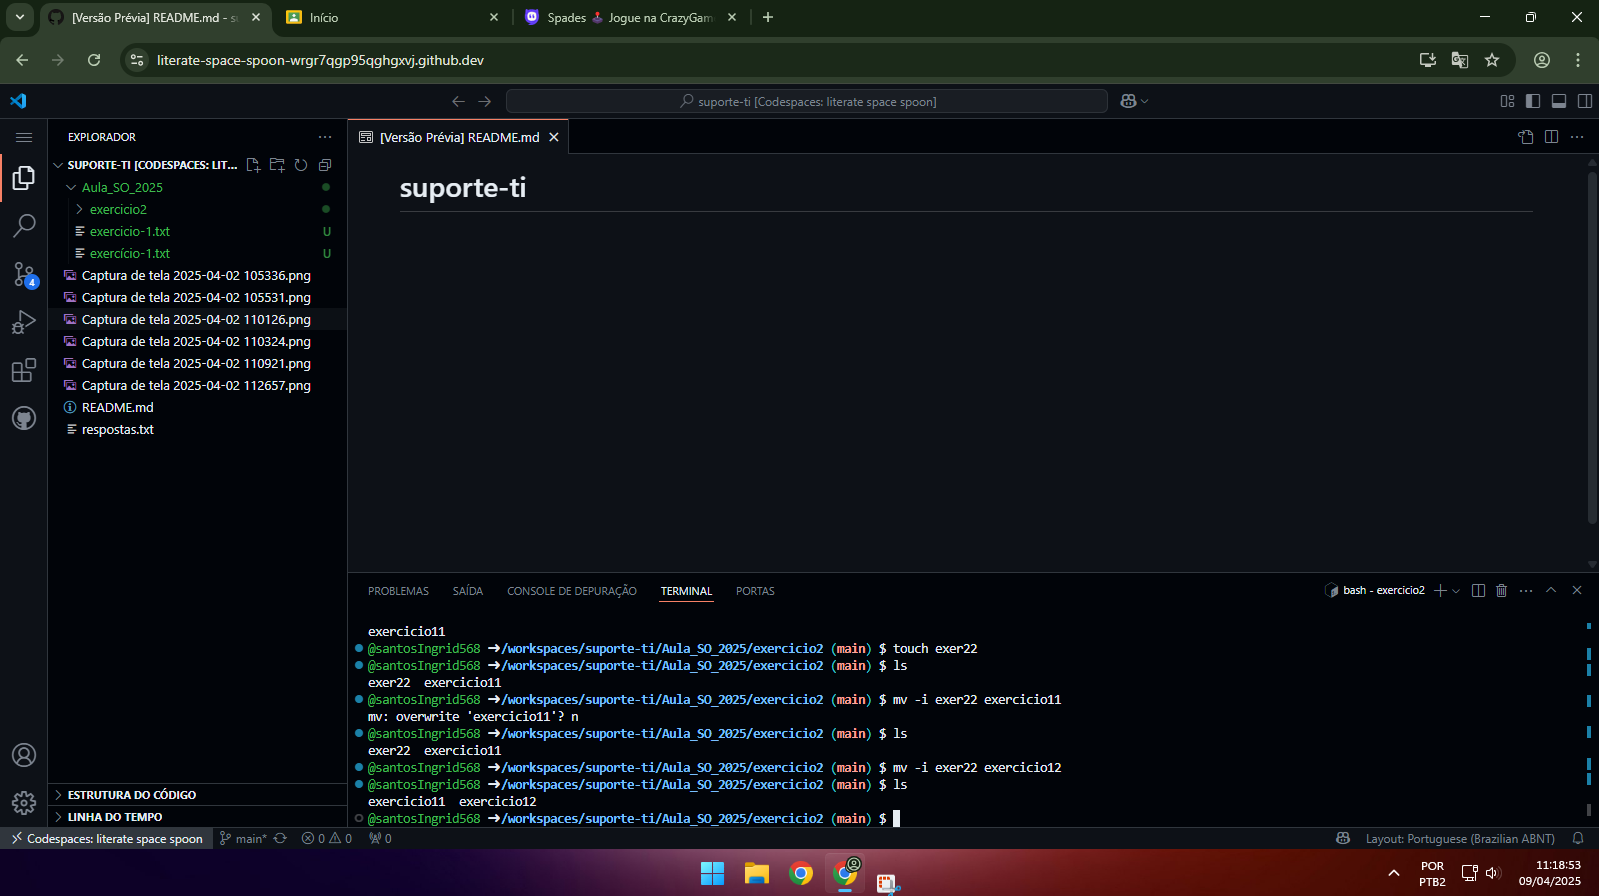 [Versão Prévia] README.md - su
Início
Spades Jogue na CrazyGam
literate-space-spoon-wrgr7qgp95qghgxvj.github.dev
suporte-ti [Codespaces: literate space spoon]
EXPLORADOR
SUPORTE-TI [CODESPACES: LIT...
Aula_SO_2025
exercicio2
exercicio-1.txt U
exercício-1.txt U
Captura de tela 2025-04-02 105336.png
Captura de tela 2025-04-02 105531.png
Captura de tela 2025-04-02 110126.png
Captura de tela 2025-04-02 110324.png
Captura de tela 2025-04-02 110921.png
Captura de tela 2025-04-02 112657.png
README.md
respostas.txt
4
ESTRUTURA DO CÓDIGO
LINHA DO TEMPO
[Versão Prévia] README.md
suporte-ti
PROBLEMAS SAÍDA CONSOLE DE DEPURAÇÃO TERMINAL PORTAS
bash - exercicio2
exercicio11
@santosIngrid568 ➜/workspaces/suporte-ti/Aula_SO_2025/exercicio2 (main) $ touch exer22
@santosIngrid568 ➜/workspaces/suporte-ti/Aula_SO_2025/exercicio2 (main) $ ls
exer22  exercicio11
@santosIngrid568 ➜/workspaces/suporte-ti/Aula_SO_2025/exercicio2 (main) $ mv -i exer22 exercicio11
mv: overwrite 'exercicio11'? n
@santosIngrid568 ➜/workspaces/suporte-ti/Aula_SO_2025/exercicio2 (main) $ ls
exer22  exercicio11
@santosIngrid568 ➜/workspaces/suporte-ti/Aula_SO_2025/exercicio2 (main) $ mv -i exer22 exercicio12
@santosIngrid568 ➜/workspaces/suporte-ti/Aula_SO_2025/exercicio2 (main) $ ls
exercicio11  exercicio12
@santosIngrid568 ➜/workspaces/suporte-ti/Aula_SO_2025/exercicio2 (main) $
Codespaces: literate space spoon main* 0 0 0
Layout: Portuguese (Brazilian ABNT)
POR
PTB2
11:18:53
09/04/2025